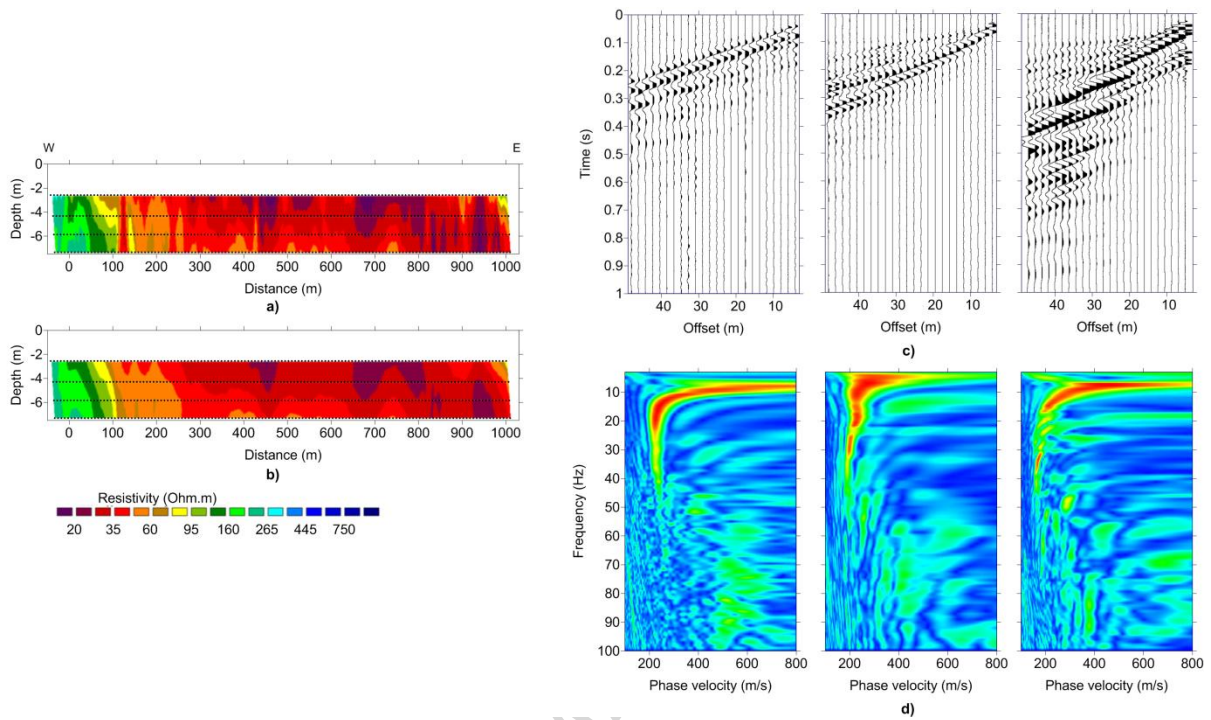 W E
0
-2
-4
-6
Depth (m)
0 100 200 300 400 500 600 700 800 900 1000
Distance (m)
a)
0
-2
-4
-6
Depth (m)
0 100 200 300 400 500 600 700 800 900 1000
Distance (m)
b)
Resistivity (Ohm.m)
20 35 60 95 160 265 445 750
0
0.1
0.2
0.3
0.4
0.5
0.6
0.7
0.8
0.9
1
Time (s)
40 30 20 10 40 30 20 10 40 30 20 10
Offset (m) Offset (m) Offset (m)
c)
10
20
30
40
50
60
70
80
90
100
Frequency (Hz)
200 400 600 800 200 400 600 800 200 400 600 800
Phase velocity (m/s) Phase velocity (m/s) Phase velocity (m/s)
d)